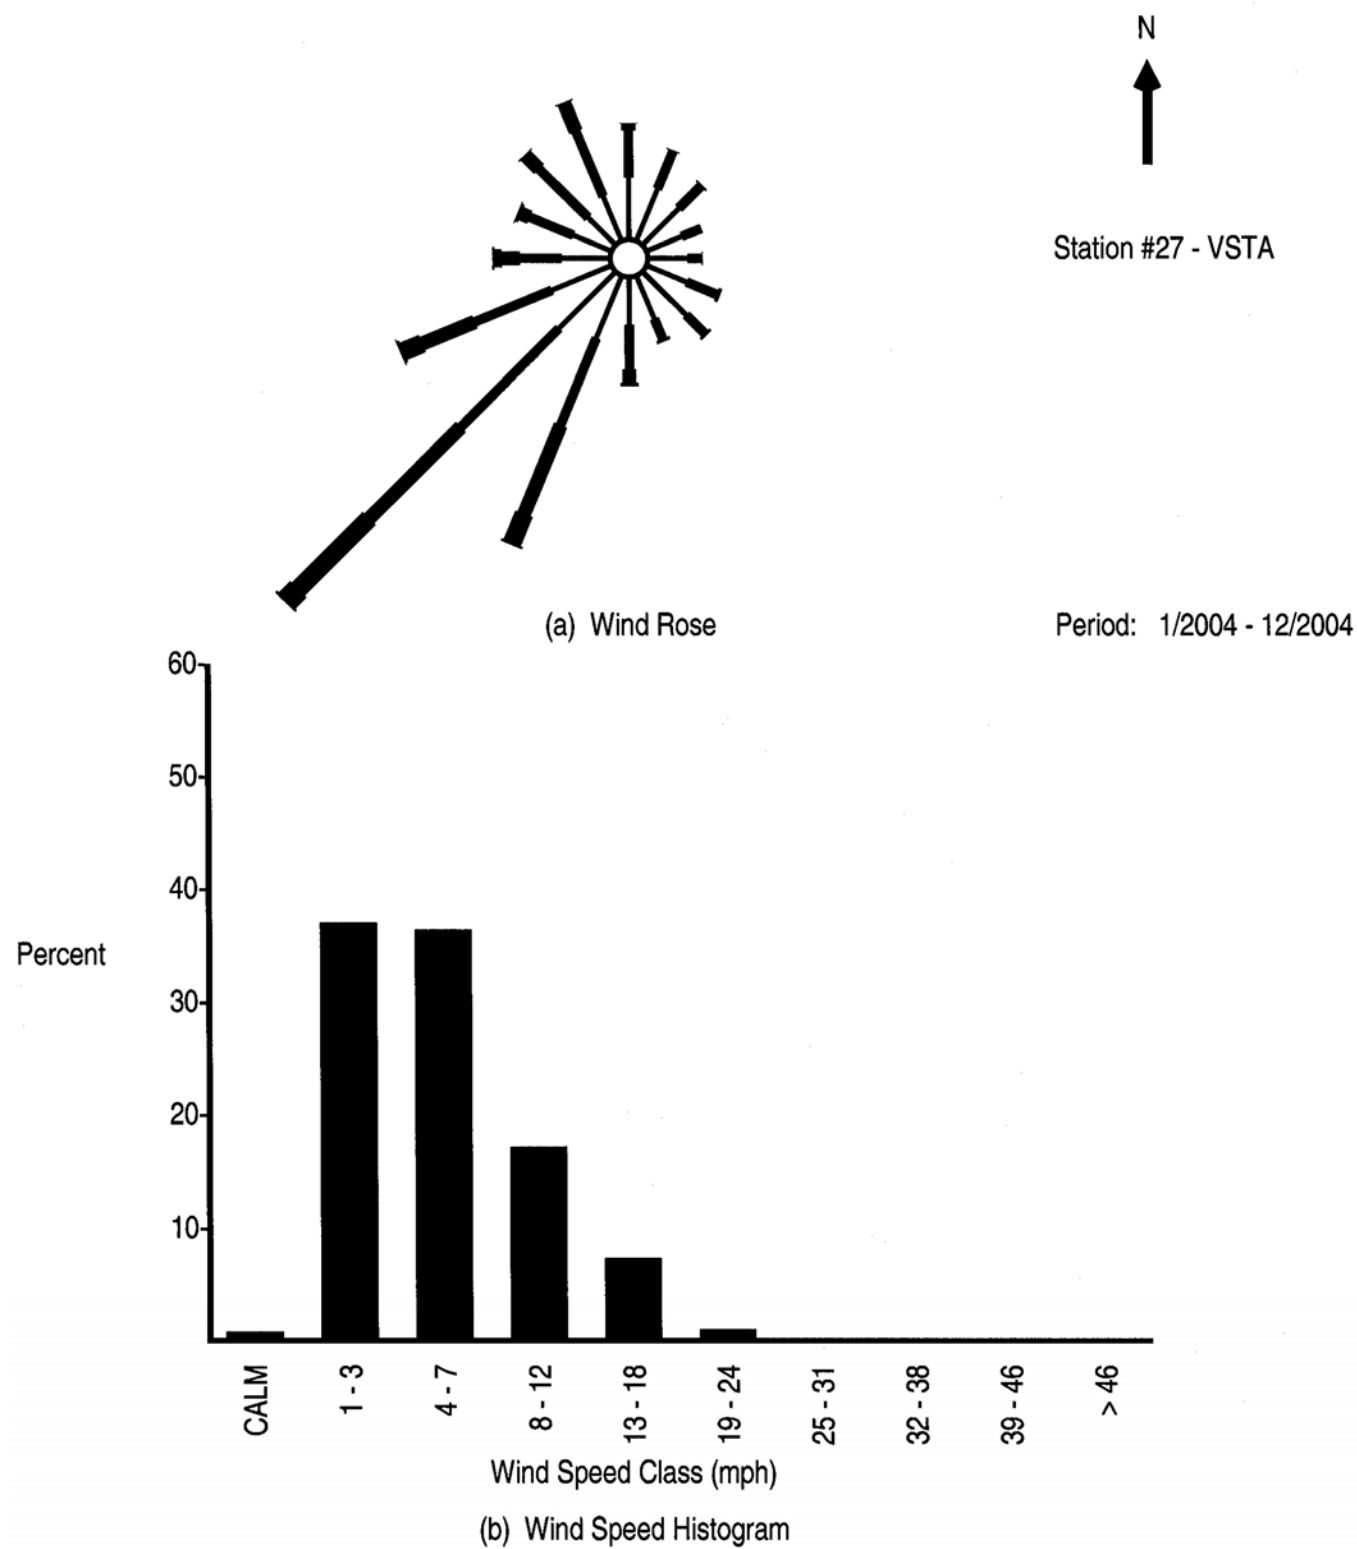 N
Station #27 - VSTA
(a) Wind Rose
Period: 1/2004 - 12/2004
60
50
40
30
20
10
Percent
CALM
1 - 3
4 - 7
8 - 12
13 - 18
19 - 24
25 - 31
32 - 38
39 - 46
> 46
Wind Speed Class (mph)
(b) Wind Speed Histogram